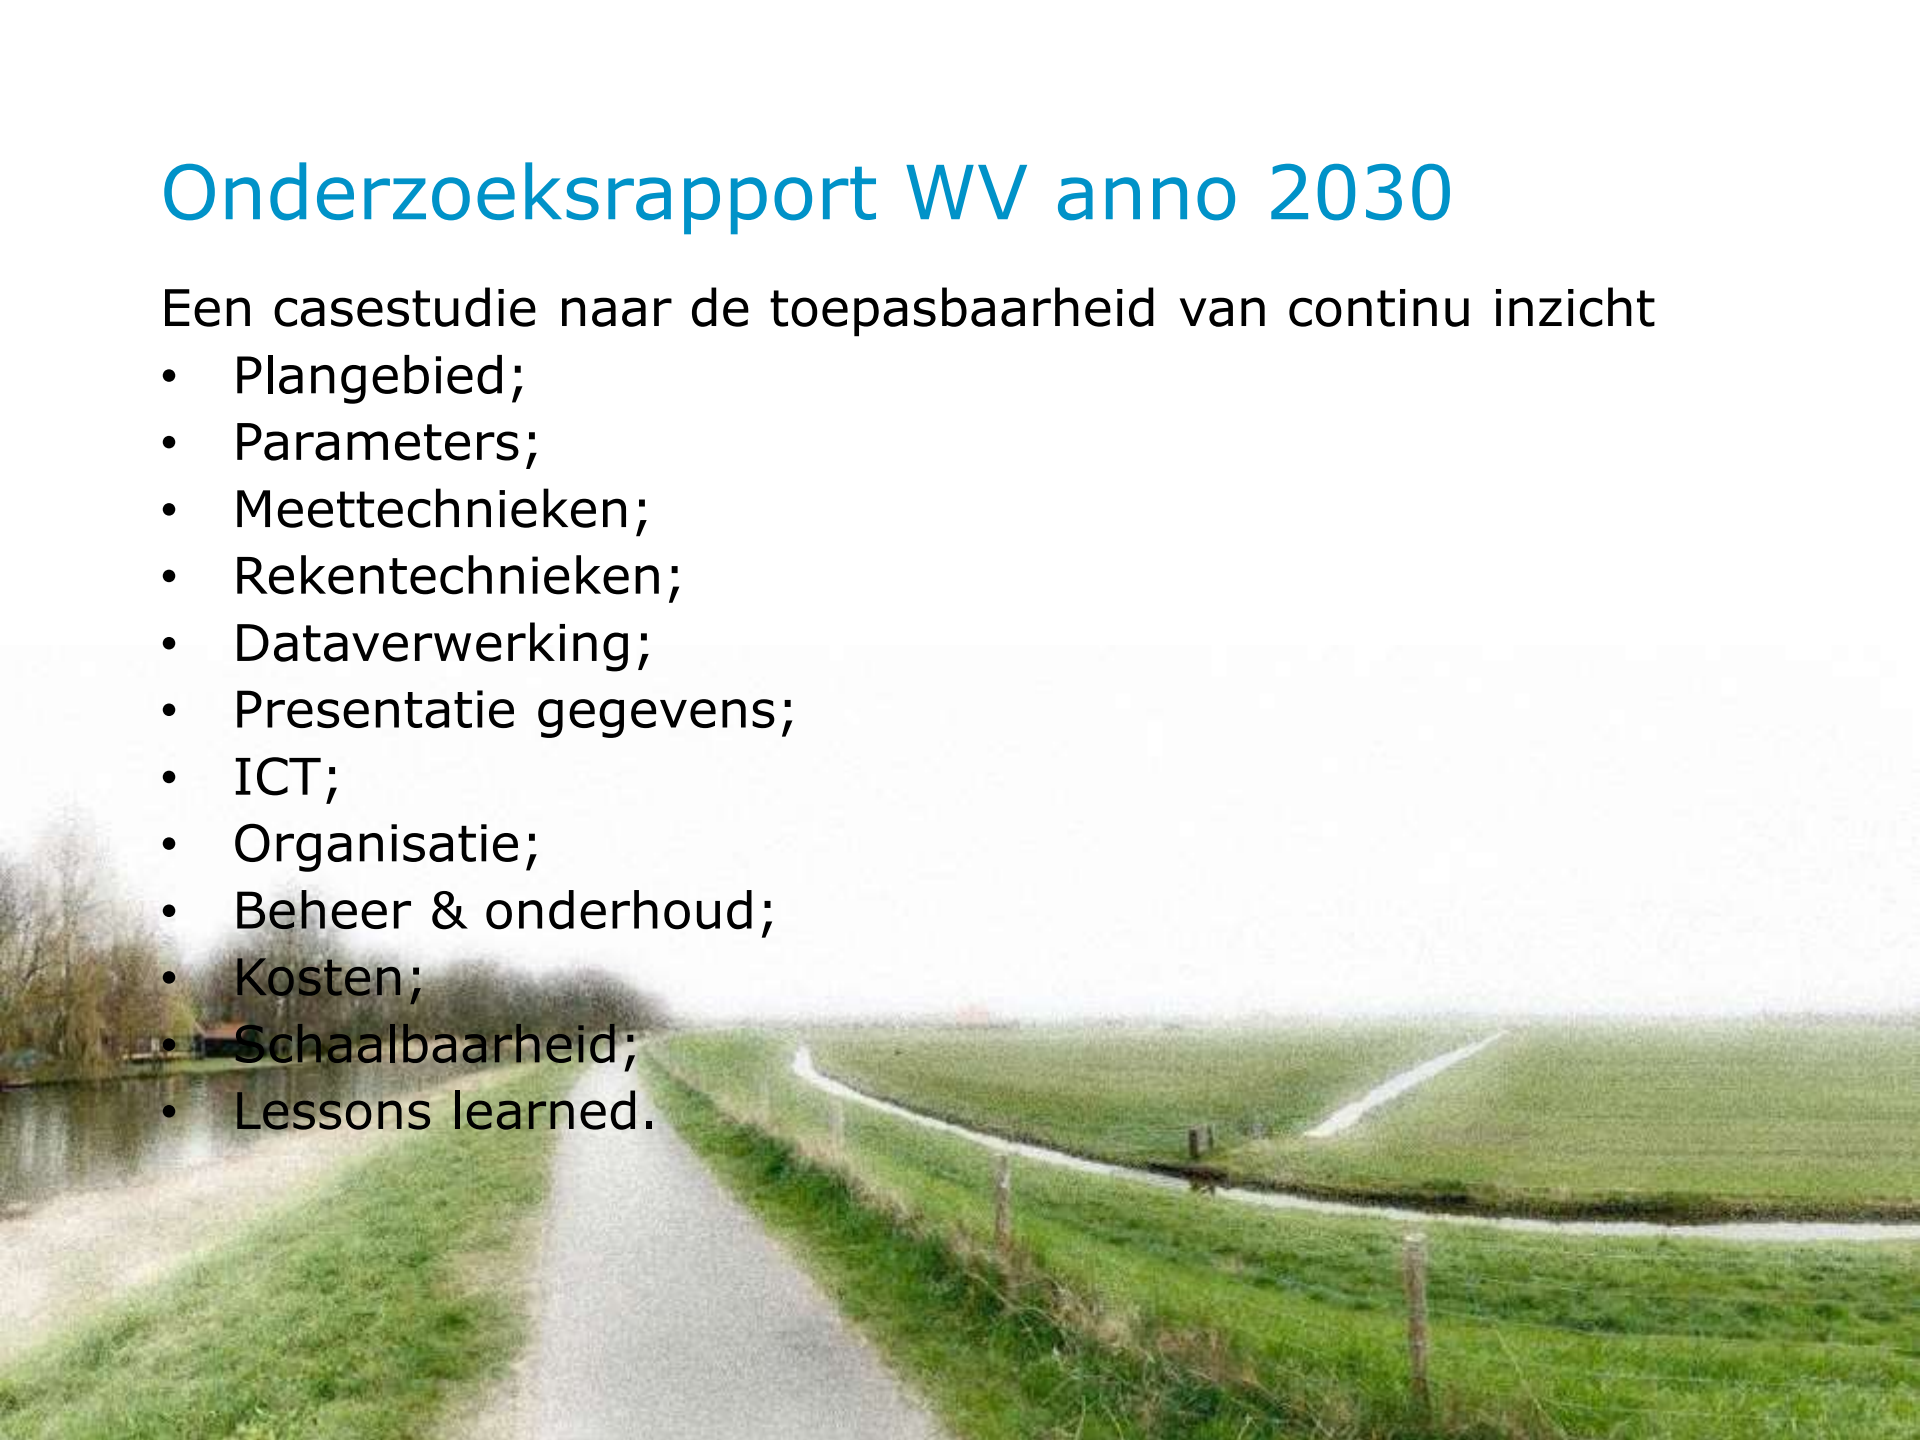 Onderzoeksrapport WV anno 2030
Een casestudie naar de toepasbaarheid van continu inzicht
• Plangebied;
• Parameters;
• Meettechnieken;
• Rekentechnieken;
• Dataverwerking;
• Presentatie gegevens;
• ICT;
• Organisatie;
• Beheer & onderhoud;
• Kosten;
• Schaalbaarheid;
• Lessons learned.